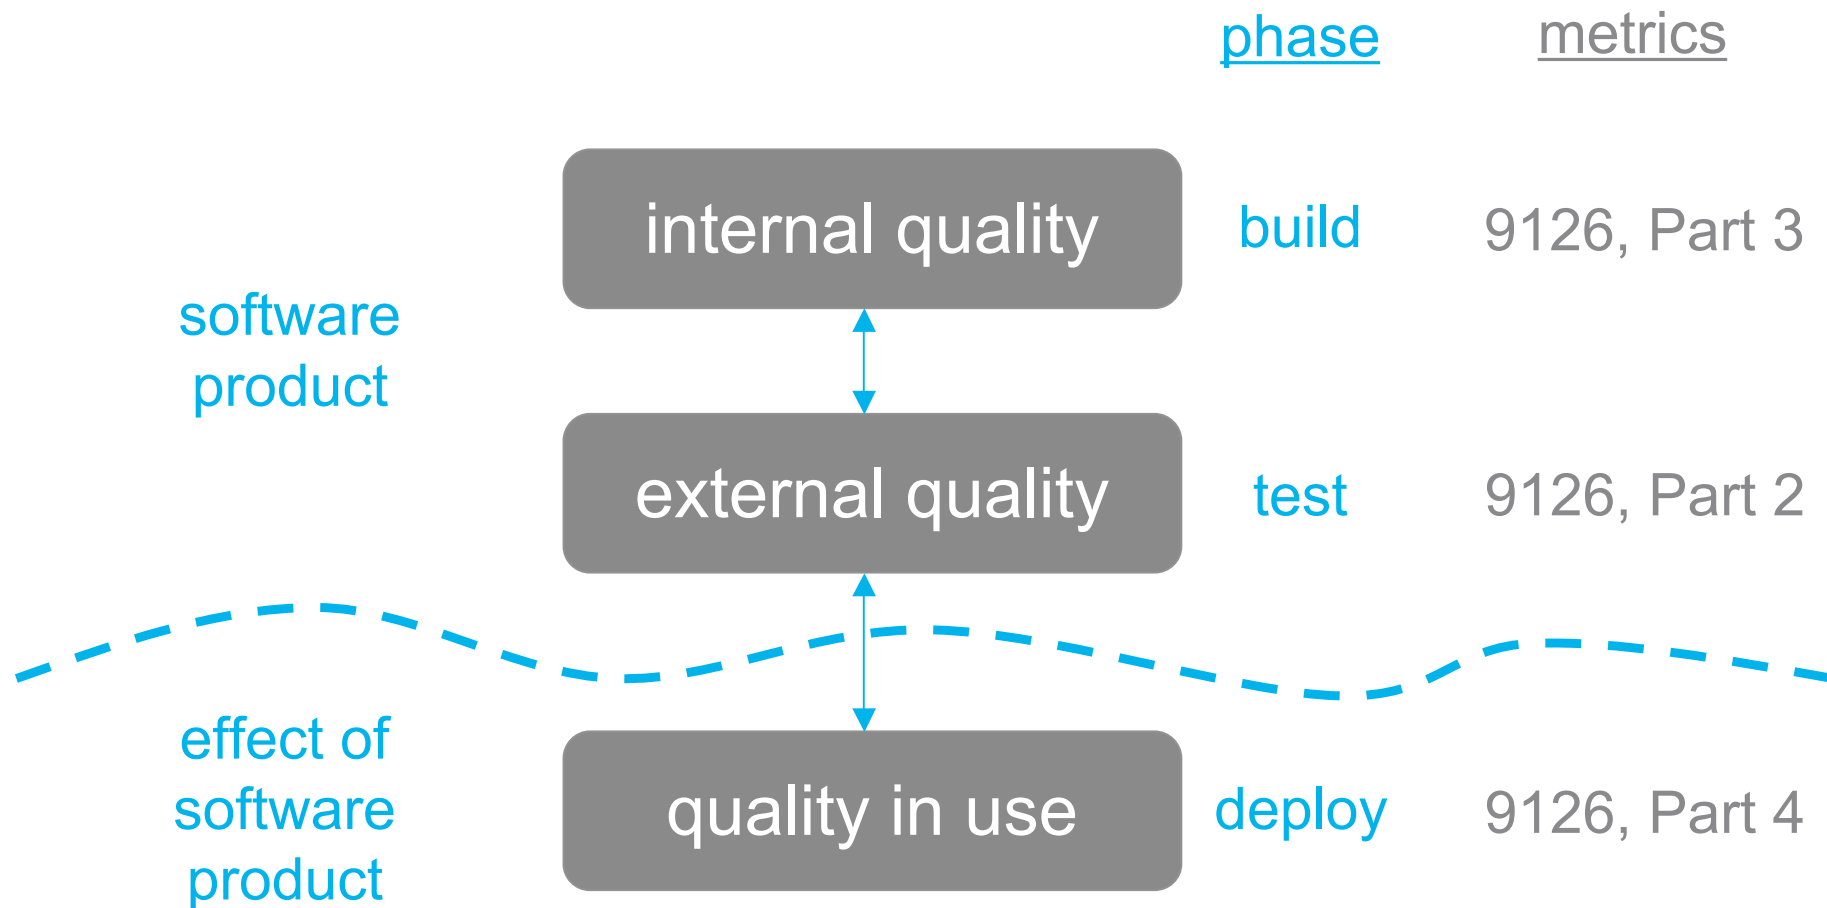 phase
metrics
internal quality
build
9126, Part 3
software
product
external quality
test
9126, Part 2
effect of
software
product
quality in use
deploy
9126, Part 4